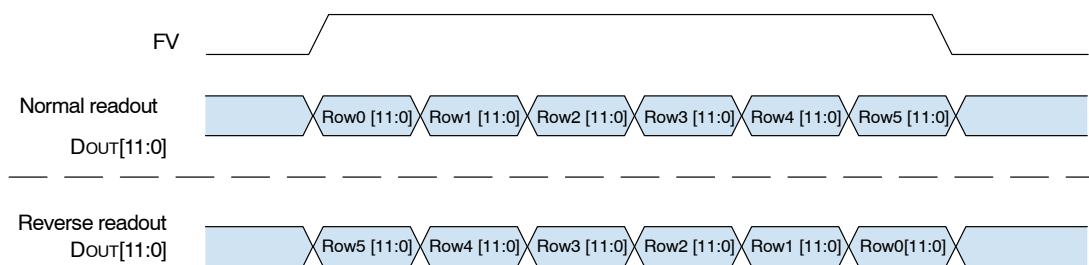 FV
Normal readout
DOUT[11:0]
Row0 [11:0] Row1 [11:0] Row2 [11:0] Row3 [11:0] Row4 [11:0] Row5 [11:0]
Reverse readout
DOUT[11:0]
Row5 [11:0] Row4 [11:0] Row3 [11:0] Row2 [11:0] Row1 [11:0] Row0[11:0]